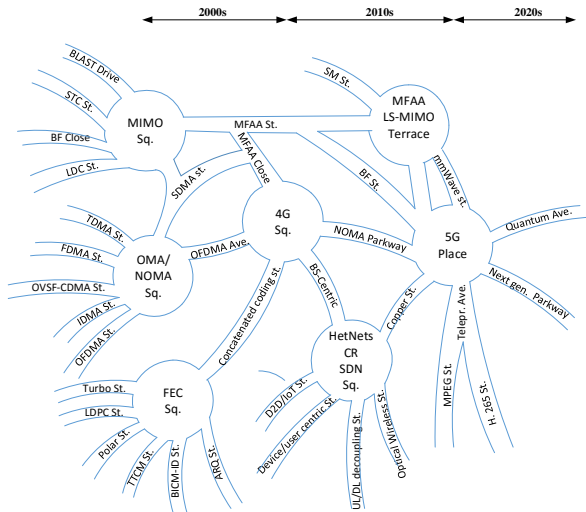 2000s
2010s
2020s
BLAST Drive
STC St.
BF Close
LDC St.
MIMO
Sq.
MFAA St.
SM St.
MFAA
LS-MIMO
Terrace
SDMA st.
MFAA Close
BF St.
mmWave st.
TDMA St.
FDMA St.
OVSF-CDMA St.
IDMA St.
OFDMA St.
OMA/
NOMA
Sq.
OFDMA Ave.
4G
Sq.
NOMA Parkway
5G
Place
Quantum Ave.
Next gen. Parkway
BS-Centric
Concatenated coding st.
Copper St.
Telepr. Ave.
HetNets
CR
SDN
Sq.
MPEG St.
H. 265 St.
Turbo St.
LDPC St.
Polar St.
TTCM St.
BICM-ID St.
ARQ St.
FEC
Sq.
D2D/IoT St.
Device/user centric St.
UL/DL decoupling St.
Optical Wireless St.